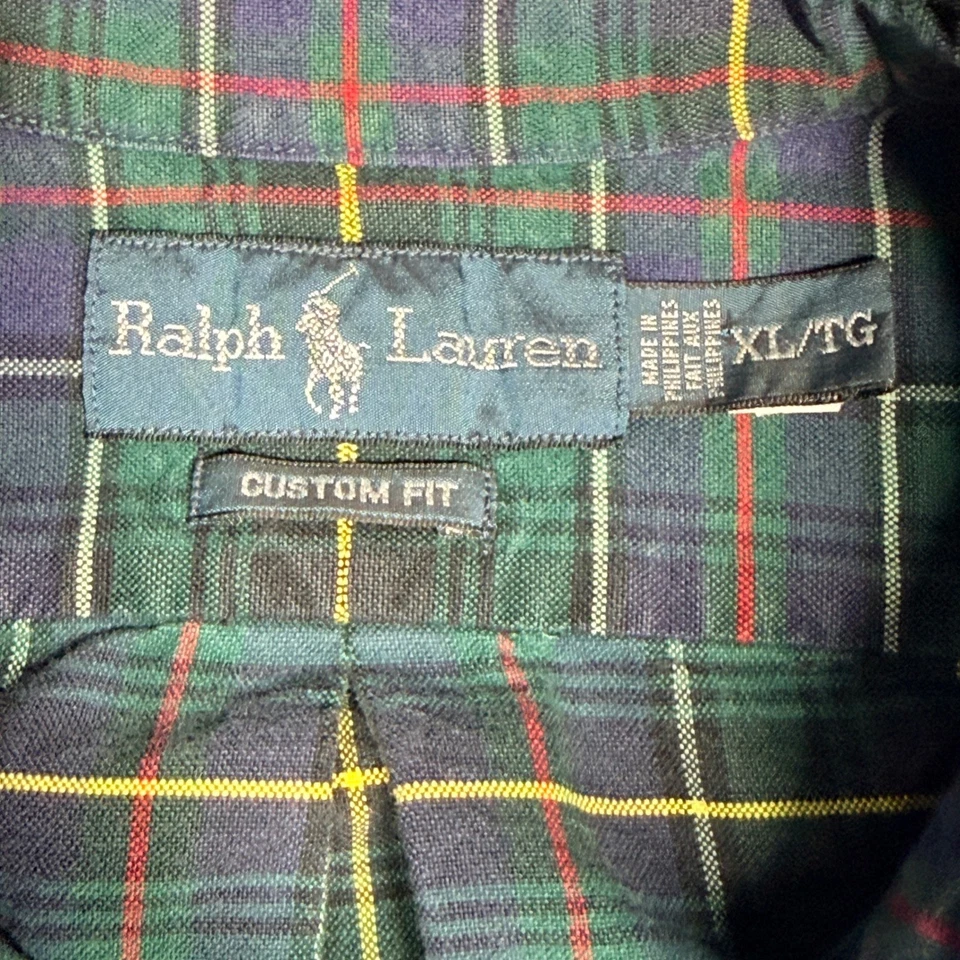 Ralph Lauren
MADE IN
PHILIPPINES
FAIT AUX
PHILIPPINES
XL/TG
CUSTOM FIT